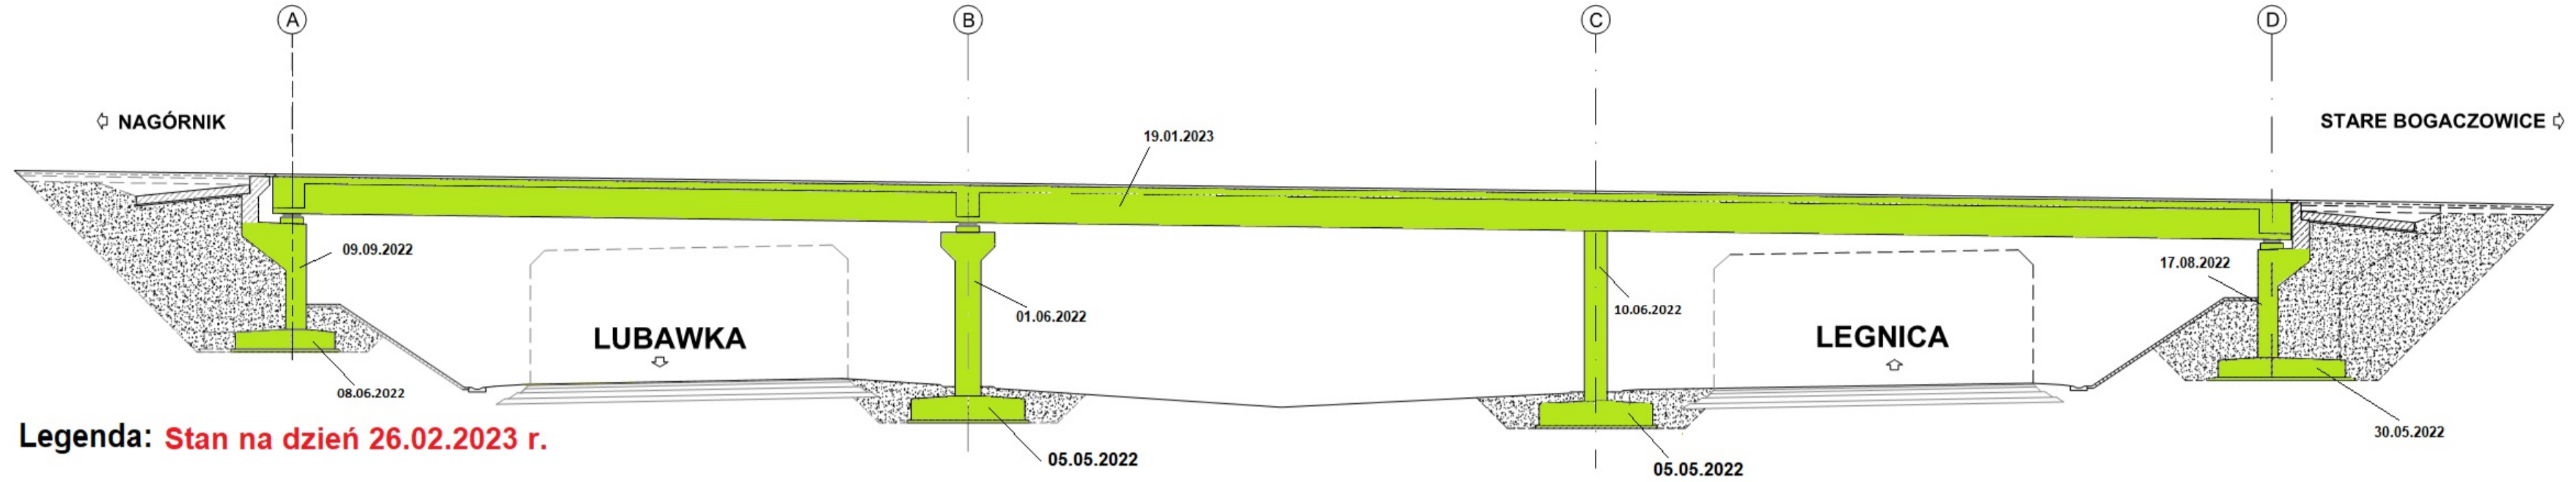 A
B
C
D
NAGÓRNIK
STARE BOGACZOWICE
19.01.2023
09.09.2022
01.06.2022
10.06.2022
17.08.2022
LUBAWKA
LEGNICA
08.06.2022
30.05.2022
Legenda: Stan na dzień 26.02.2023 r.
05.05.2022
05.05.2022